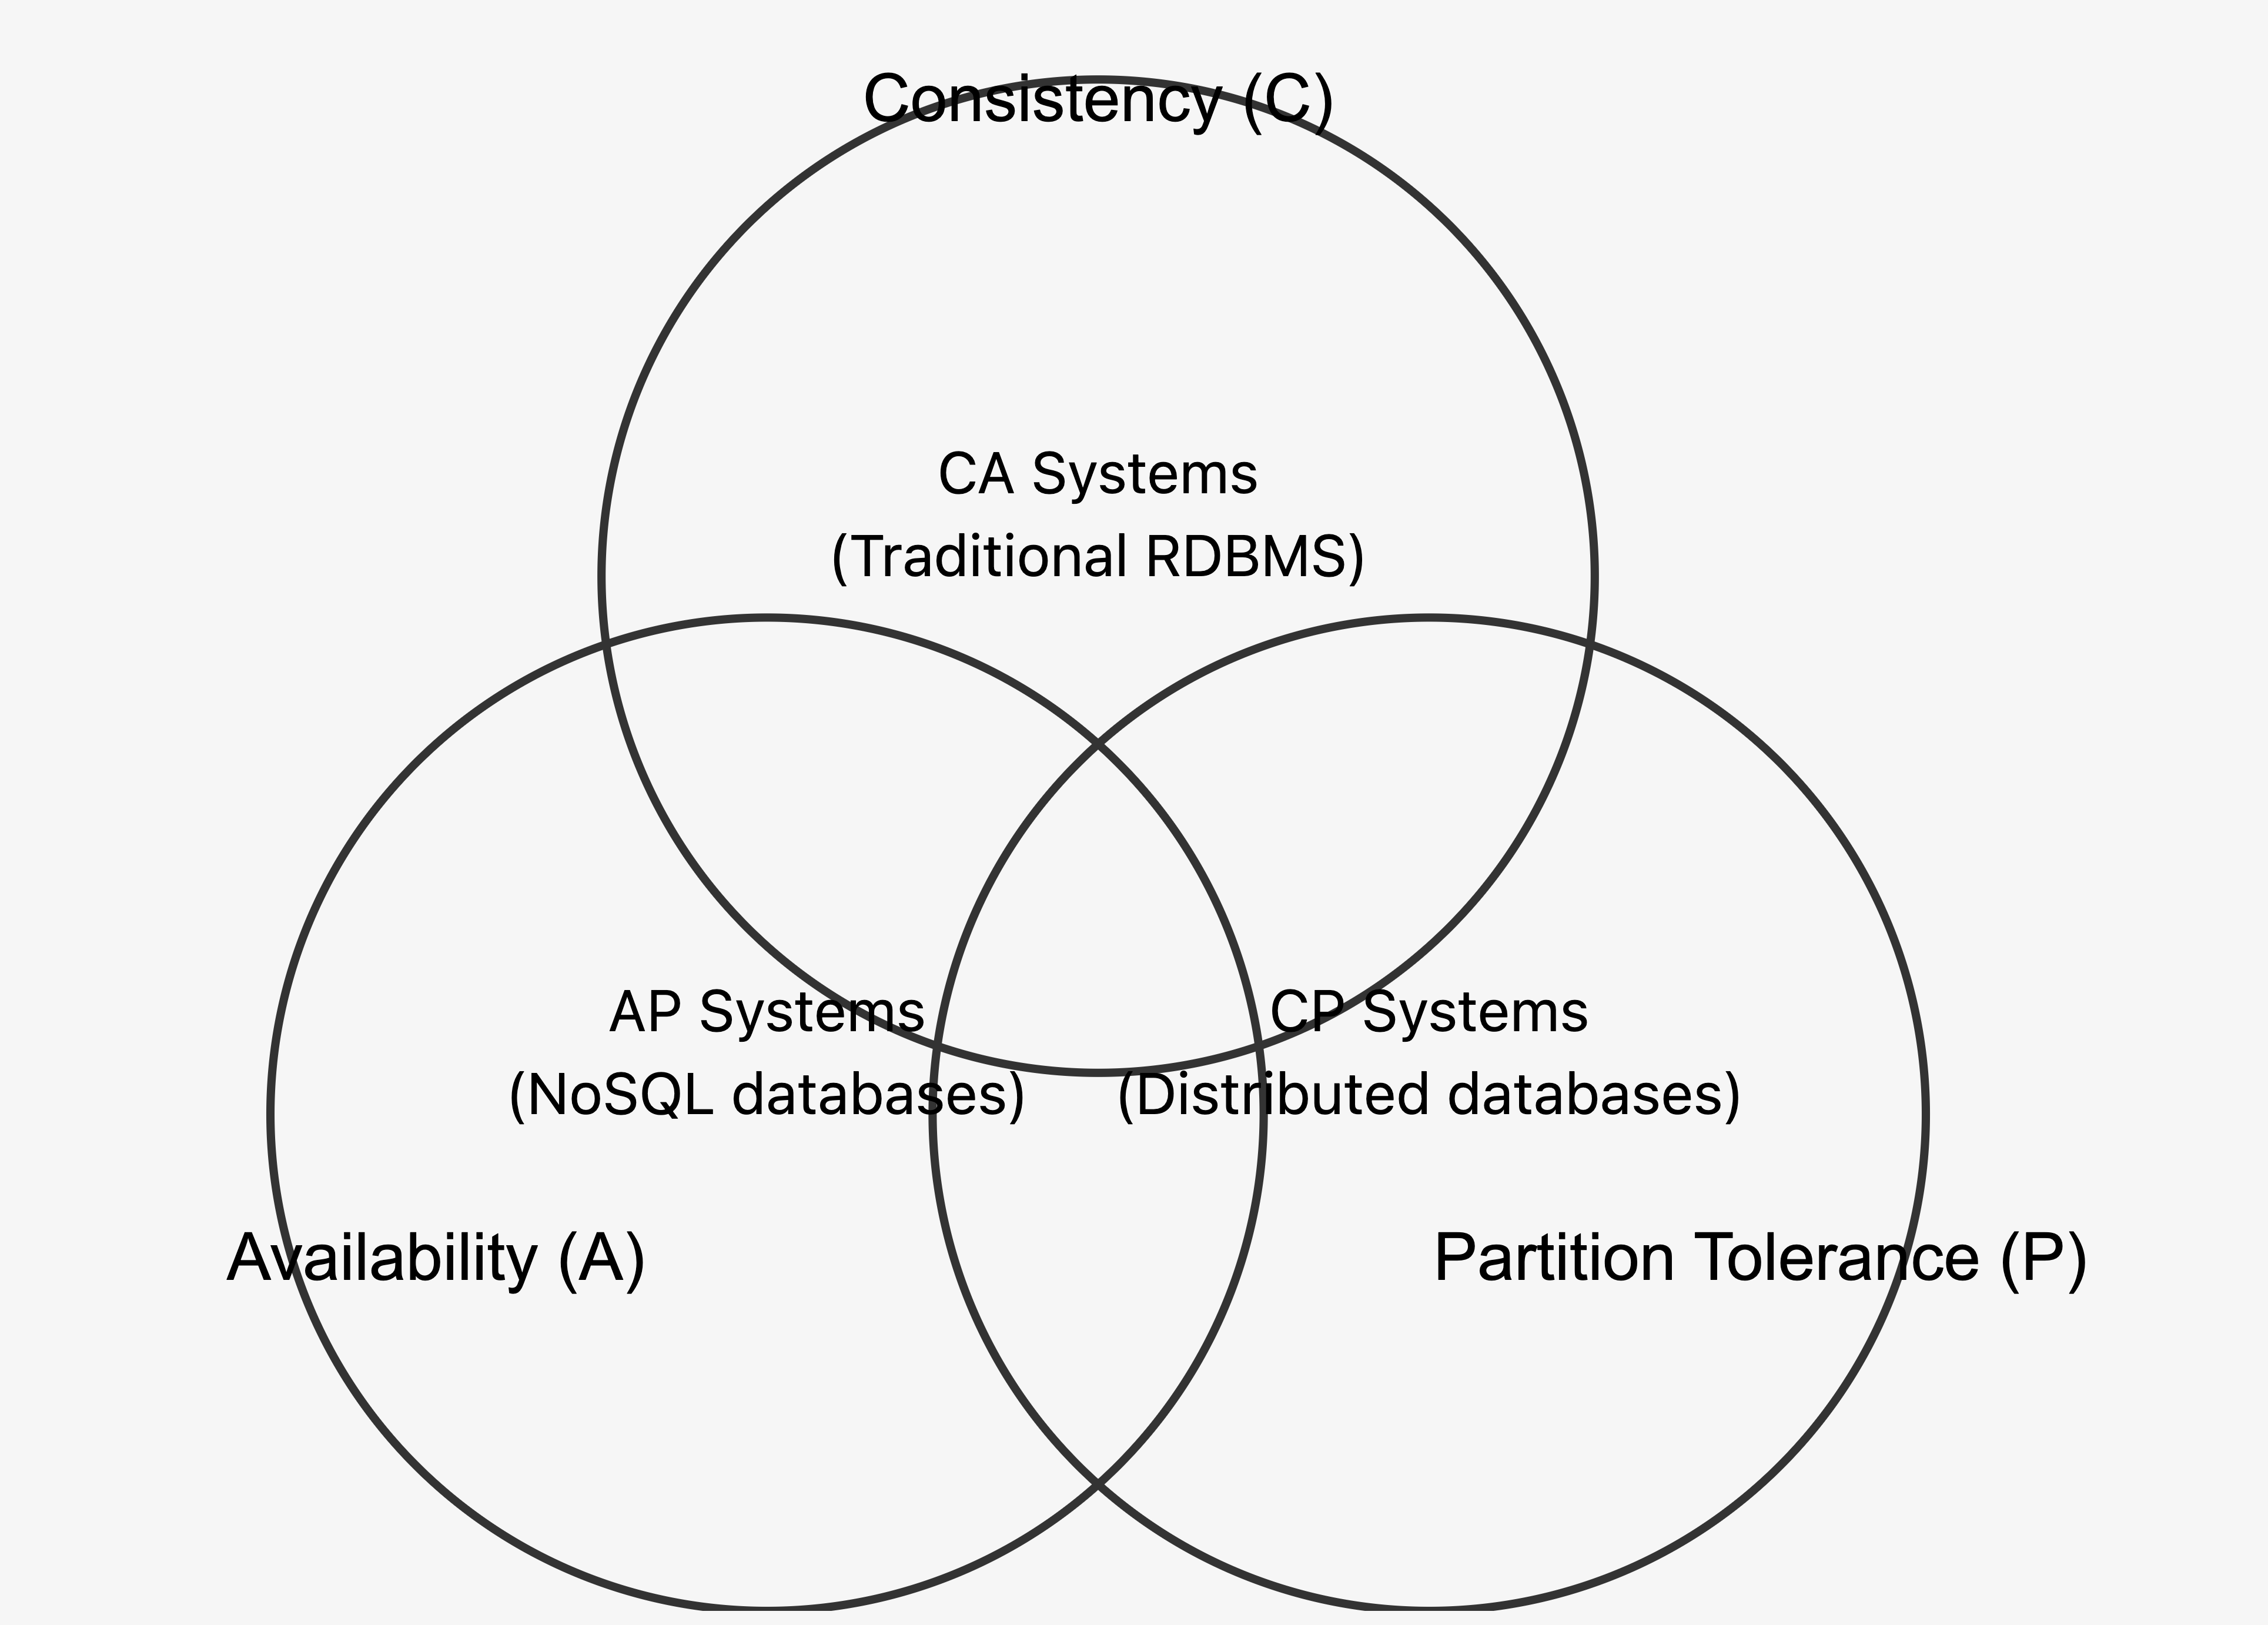 Consistency (C)
CA Systems
(Traditional RDBMS)
AP Systems
(NoSQL databases)
CP Systems
(Distributed databases)
Availability (A)
Partition Tolerance (P)